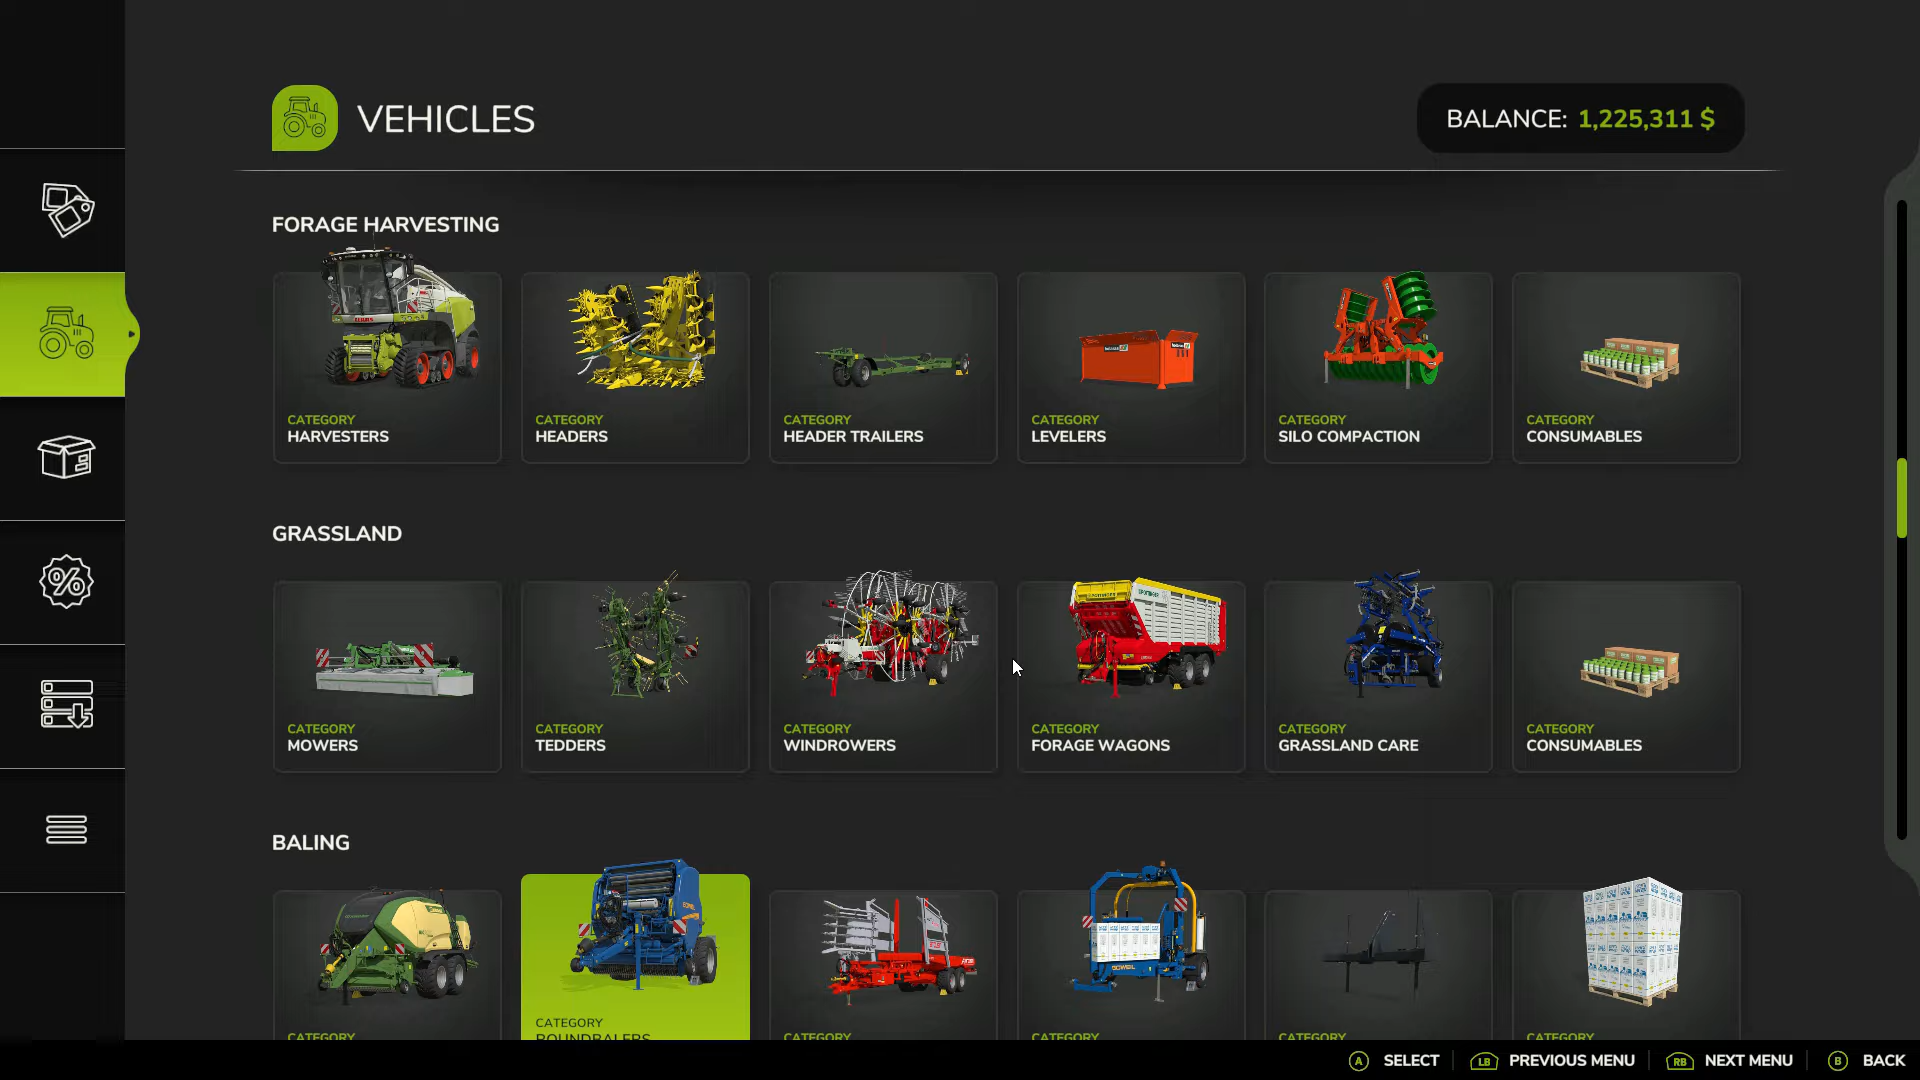 VEHICLES
BALANCE: 1,225,311 $
FORAGE HARVESTING
CATEGORY
HARVESTERS
CATEGORY
HEADERS
CATEGORY
HEADER TRAILERS
CATEGORY
LEVELERS
CATEGORY
SILO COMPACTION
CATEGORY
CONSUMABLES
GRASSLAND
CATEGORY
MOWERS
CATEGORY
TEDDERS
CATEGORY
WINDROWERS
CATEGORY
FORAGE WAGONS
CATEGORY
GRASSLAND CARE
CATEGORY
CONSUMABLES
BALING
CATEGORY
CATEGORY
ROUNDBALERS
CATEGORY
CATEGORY
CATEGORY
CATEGORY
A SELECT
LB PREVIOUS MENU
RB NEXT MENU
B BACK